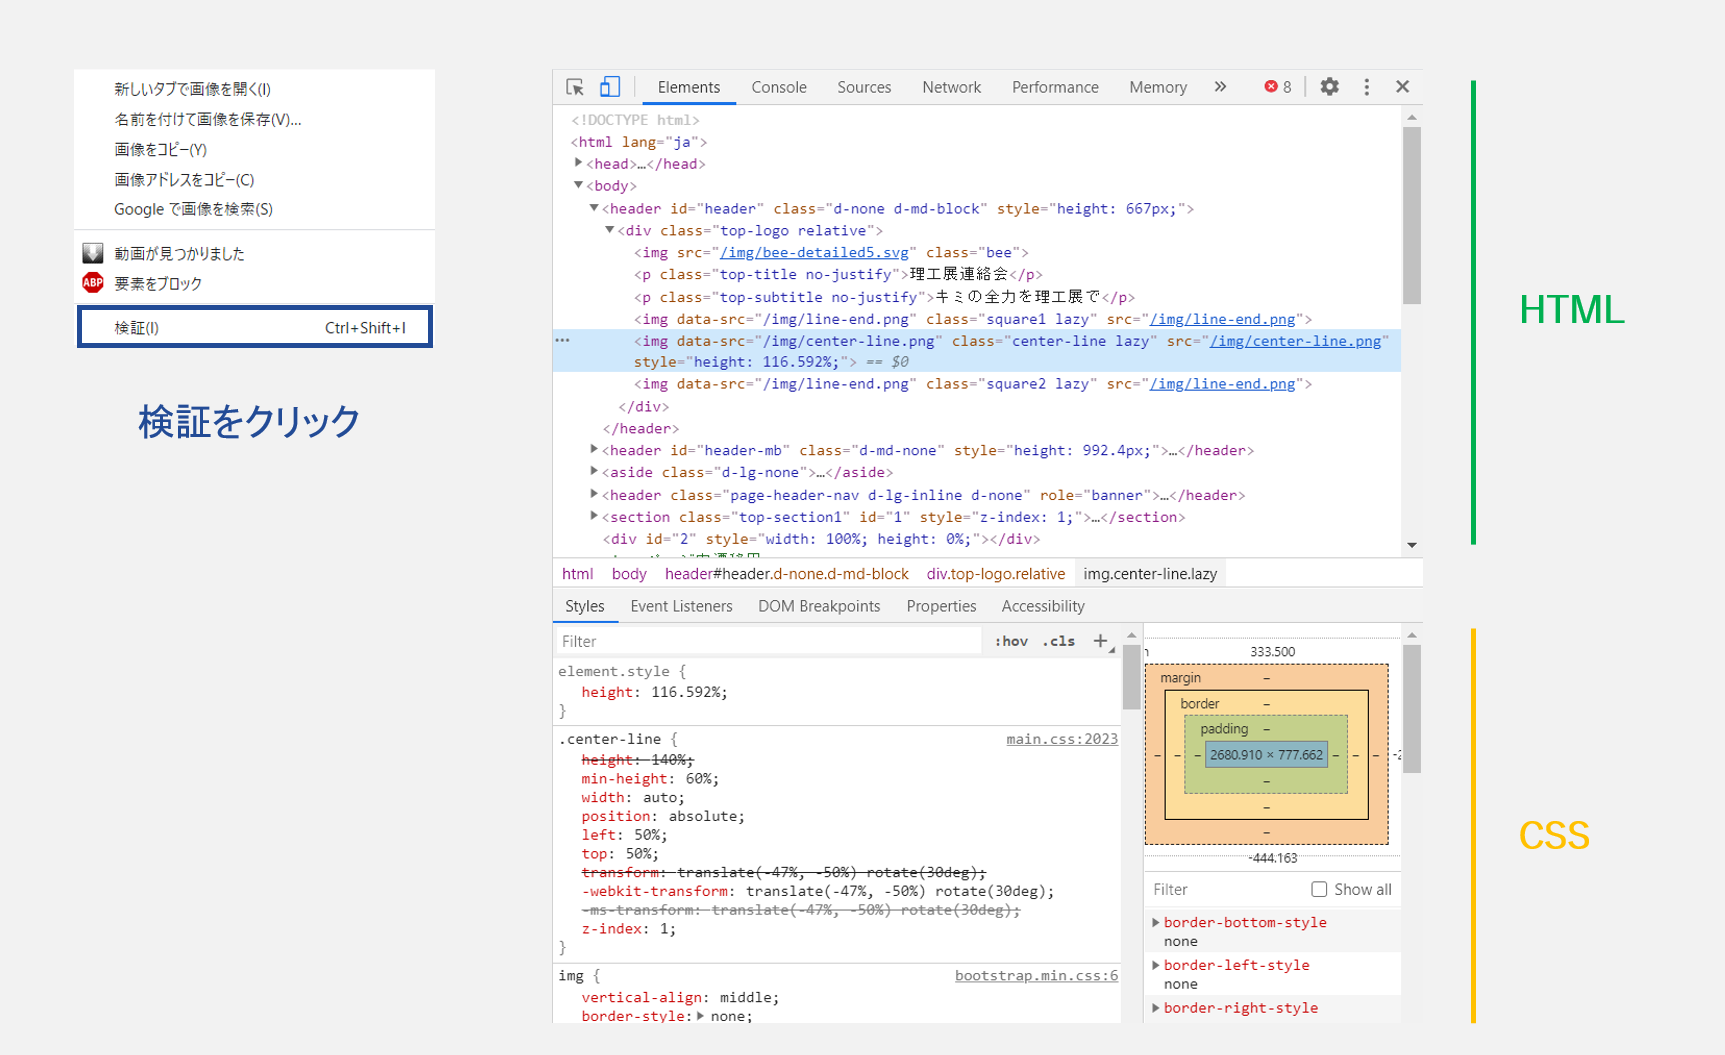 新しいタブで画像を開く(I)
名前を付けて画像を保存(V)...
画像をコピー(Y)
画像アドレスをコピー(C)
Google で画像を検索(S)
動画が見つかりました
ABP 要素をブロック
検証(I) Ctrl+Shift+I
検証をクリック
Elements Console Sources Network Performance Memory » 8
<!DOCTYPE html>
<html lang="ja">
<head>…</head>
<body>
<header id="header" class="d-none d-md-block" style="height: 667px;">
<div class="top-logo relative">
<img src="/img/bee-detailed5.svg" class="bee">
<p class="top-title no-justify">理工展連絡会</p>
<p class="top-subtitle no-justify">キミの全力を理工展で</p>
<img data-src="/img/line-end.png" class="square1 lazy" src="/img/line-end.png">
… <img data-src="/img/center-line.png" class="center-line lazy" src="/img/center-line.png"
style="height: 116.592%;"> == $0
<img data-src="/img/line-end.png" class="square2 lazy" src="/img/line-end.png">
</div>
</header>
<header id="header-mb" class="d-md-none" style="height: 992.4px;">…</header>
<aside class="d-lg-none">…</aside>
<header class="page-header-nav d-lg-inline d-none" role="banner">…</header>
<section class="top-section1" id="1" style="z-index: 1;">…</section>
<div id="2" style="width: 100%; height: 0%;"></div>
html body header#header.d-none.d-md-block div.top-logo.relative img.center-line.lazy
HTML
Styles Event Listeners DOM Breakpoints Properties Accessibility
Filter :hov .cls +
element.style {
height: 116.592%;
}
.center-line { main.css:2023
height: 140%;
min-height: 60%;
width: auto;
position: absolute;
left: 50%;
top: 50%;
transform: translate(-47%, -50%) rotate(30deg);
-webkit-transform: translate(-47%, -50%) rotate(30deg);
-ms-transform: translate(-47%, -50%) rotate(30deg);
z-index: 1;
}
img { bootstrap.min.css:6
vertical-align: middle;
border-style: none;
333.500
margin –
border –
padding –
– – – 2680.910 × 777.662 – – –
–
–
–
-444.163
Filter Show all
border-bottom-style
none
border-left-style
none
border-right-style
CSS